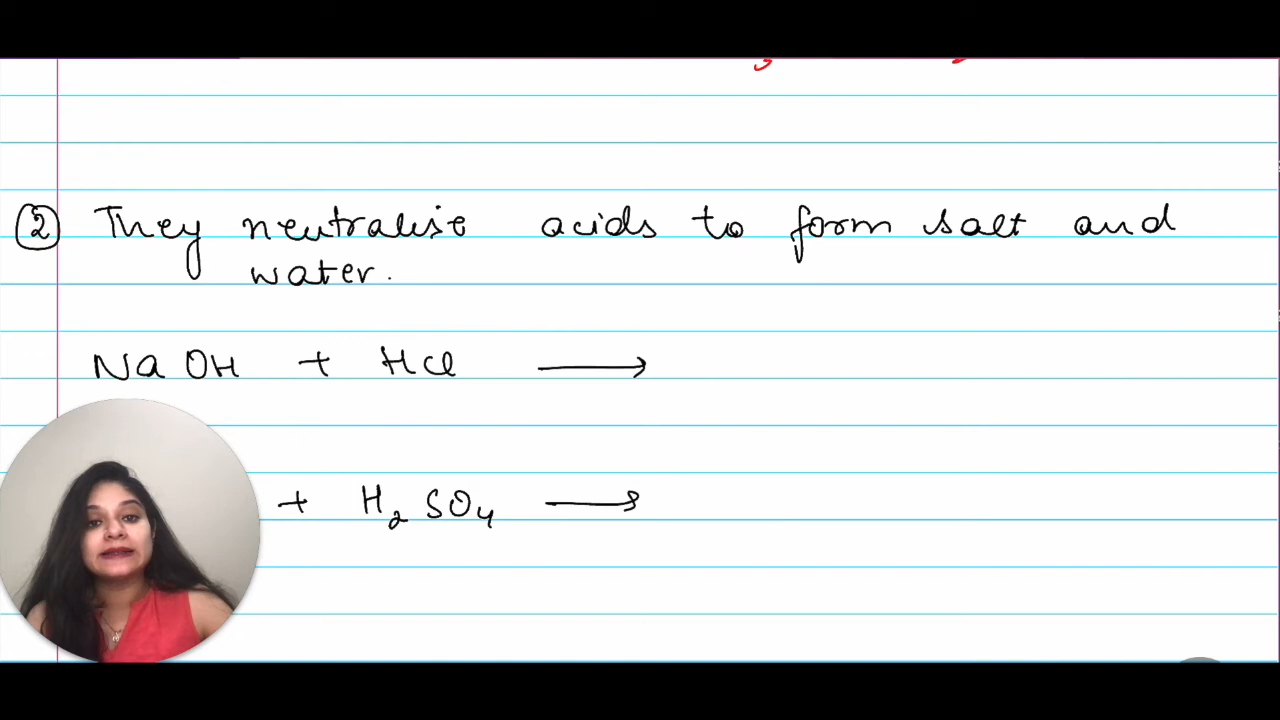 ② They neutralise acids to form salt and
water.
NaOH + HCl ⟶
+ H₂SO₄ ⟶